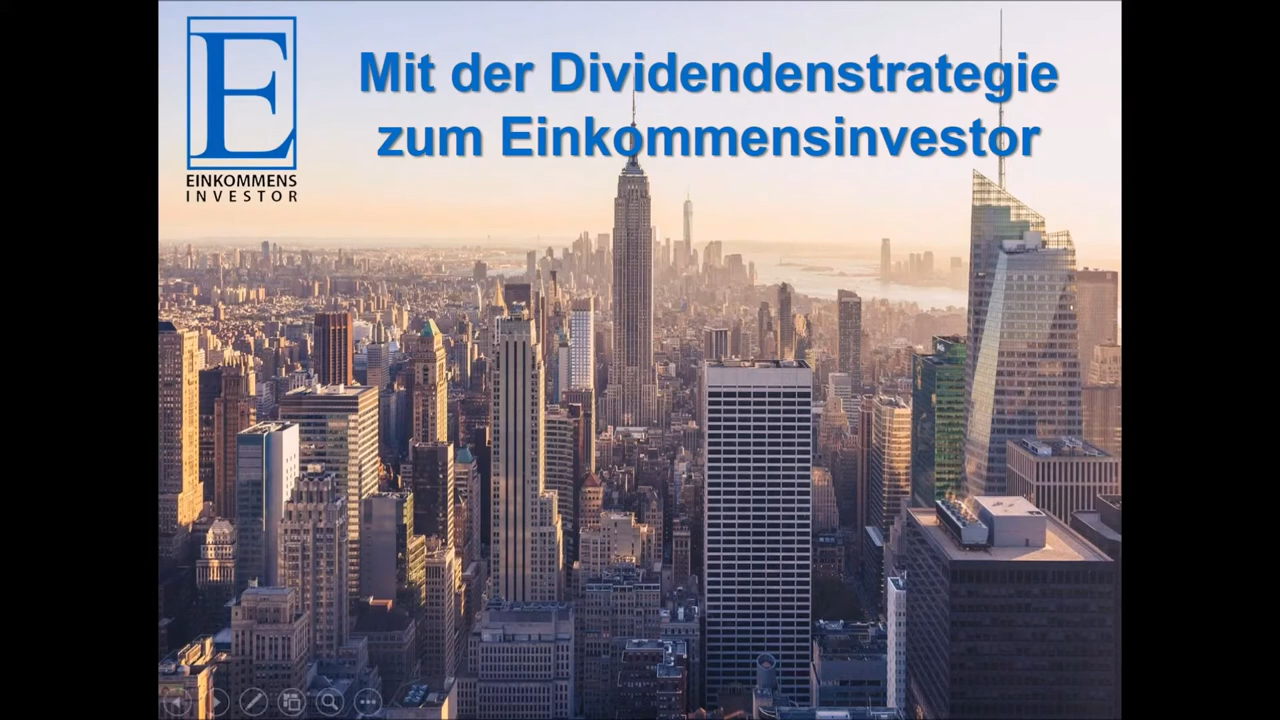 E
EINKOMMENS
INVESTOR
Mit der Dividendenstrategie
zum Einkommensinvestor